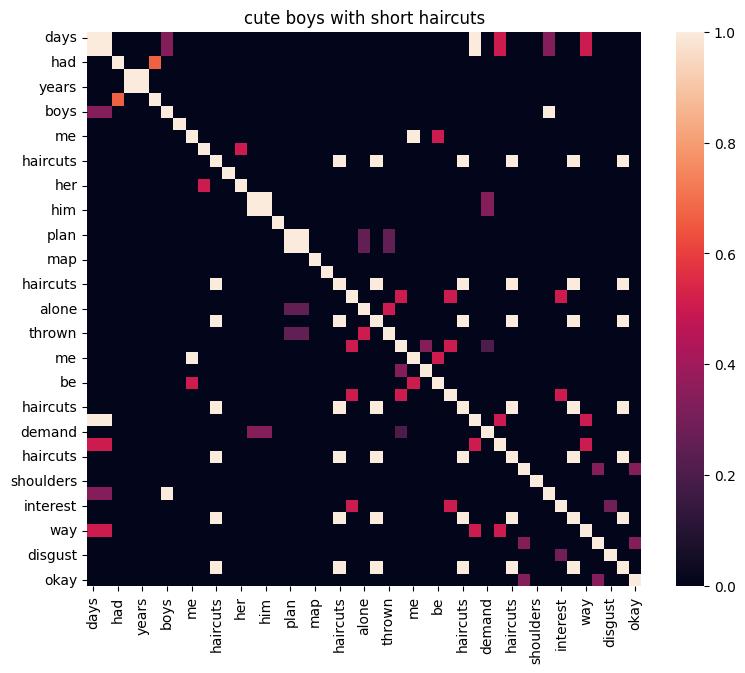 cute boys with short haircuts
days
had
years
boys
me
haircuts
her
him
plan
map
haircuts
alone
thrown
me
be
haircuts
demand
haircuts
shoulders
interest
way
disgust
okay
1.0
0.8
0.6
0.4
0.2
0.0
days
had
years
boys
me
haircuts
her
him
plan
map
haircuts
alone
thrown
me
be
haircuts
demand
haircuts
shoulders
interest
way
disgust
okay